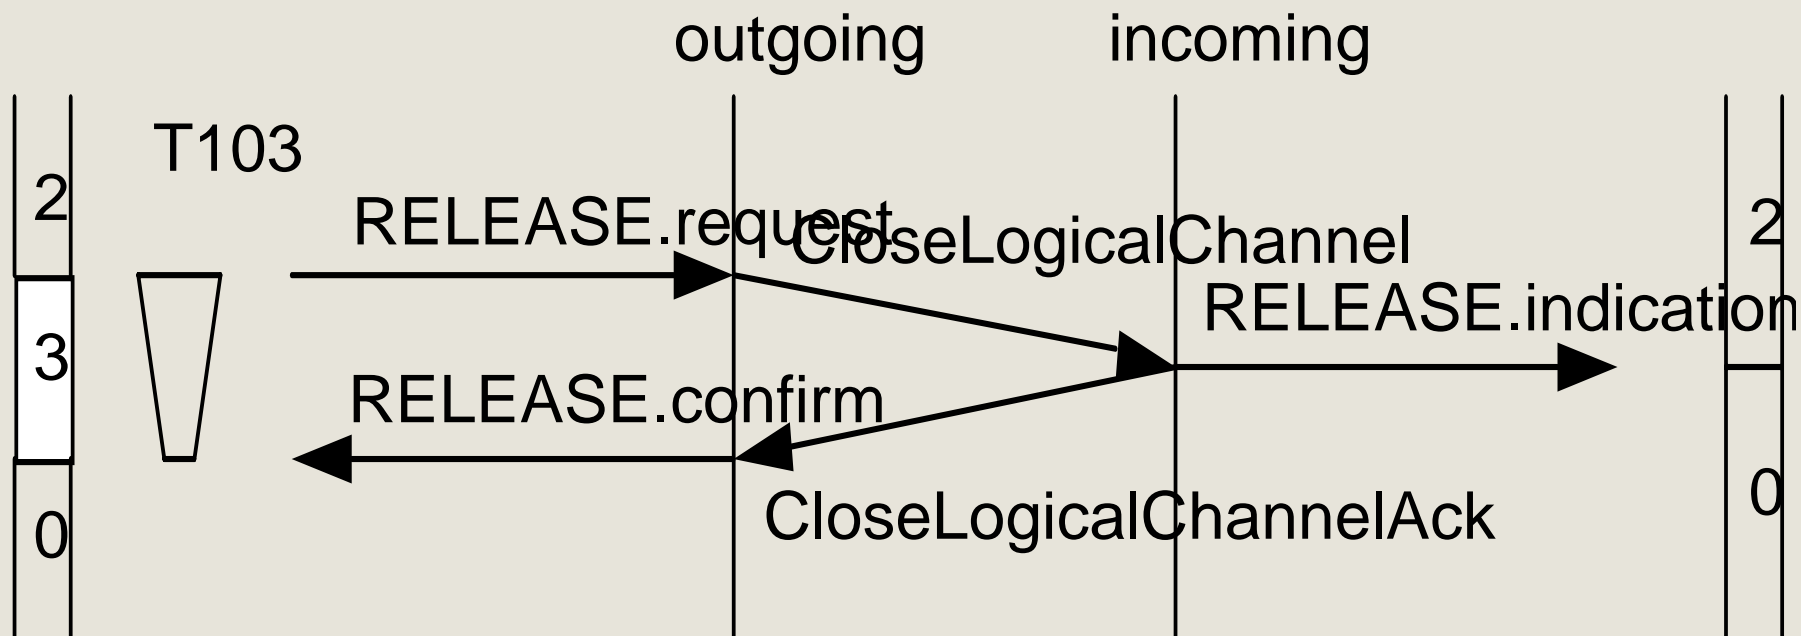 outgoing
incoming
T103
2
RELEASE.request
CloseLogicalChannel
2
RELEASE.indication
3
RELEASE.confirm
0
CloseLogicalChannelAck
0